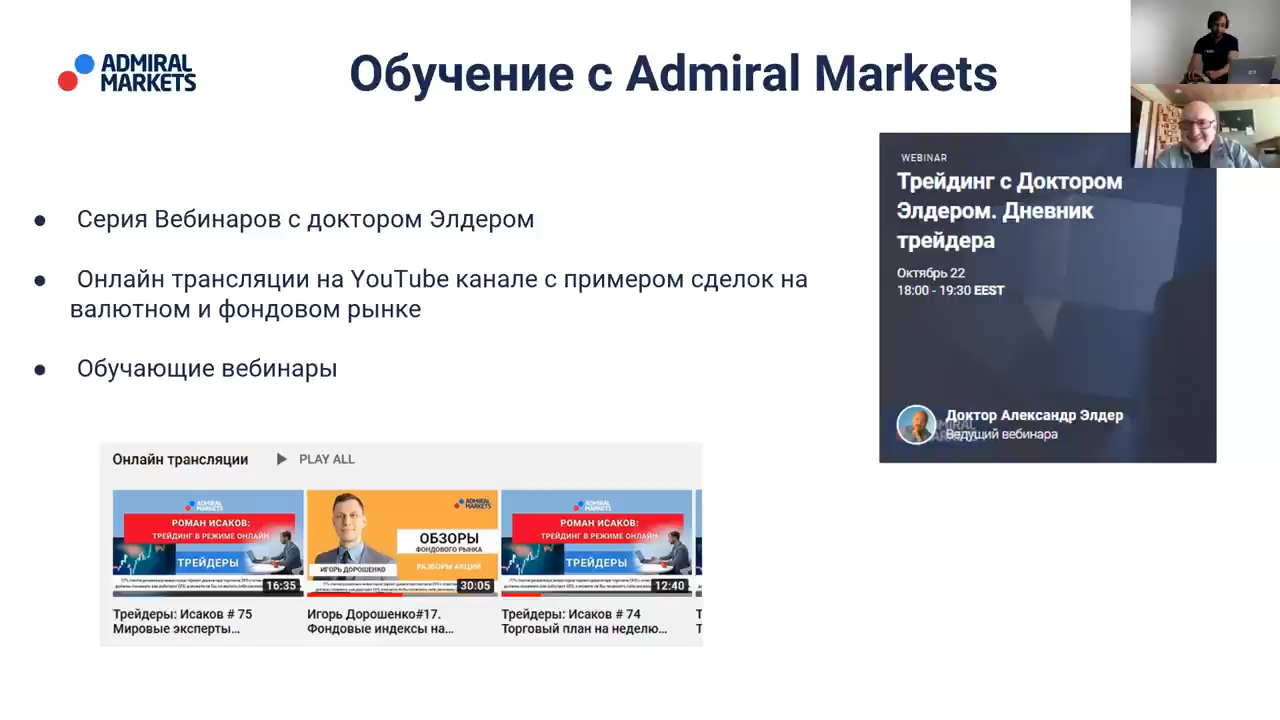 ADMIRAL
MARKETS
Обучение с Admiral Markets
● Серия Вебинаров с доктором Элдером
● Онлайн трансляции на YouTube канале с примером сделок на
валютном и фондовом рынке
● Обучающие вебинары
WEBINAR
Трейдинг с Доктором
Элдером. Дневник
трейдера
Октябрь 22
18:00 - 19:30 EEST
Доктор Александр Элдер
Ведущий вебинара
Онлайн трансляции ▶ PLAY ALL
ADMIRAL
MARKETS
РОМАН ИСАКОВ:
ТРЕЙДИНГ В РЕЖИМЕ ОНЛАЙН
ТРЕЙДЕРЫ
16:35
Трейдеры: Исаков # 75
Мировые эксперты...
ADMIRAL
MARKETS
ОБЗОРЫ
ФОНДОВОГО РЫНКА
ИГОРЬ ДОРОШЕНКО
РАЗБОРЫ АКЦИЙ
30:05
Игорь Дорошенко#17.
Фондовые индексы на...
ADMIRAL
MARKETS
РОМАН ИСАКОВ:
ТРЕЙДИНГ В РЕЖИМЕ ОНЛАЙН
ТРЕЙДЕРЫ
12:40
Трейдеры: Исаков # 74
Торговый план на неделю...